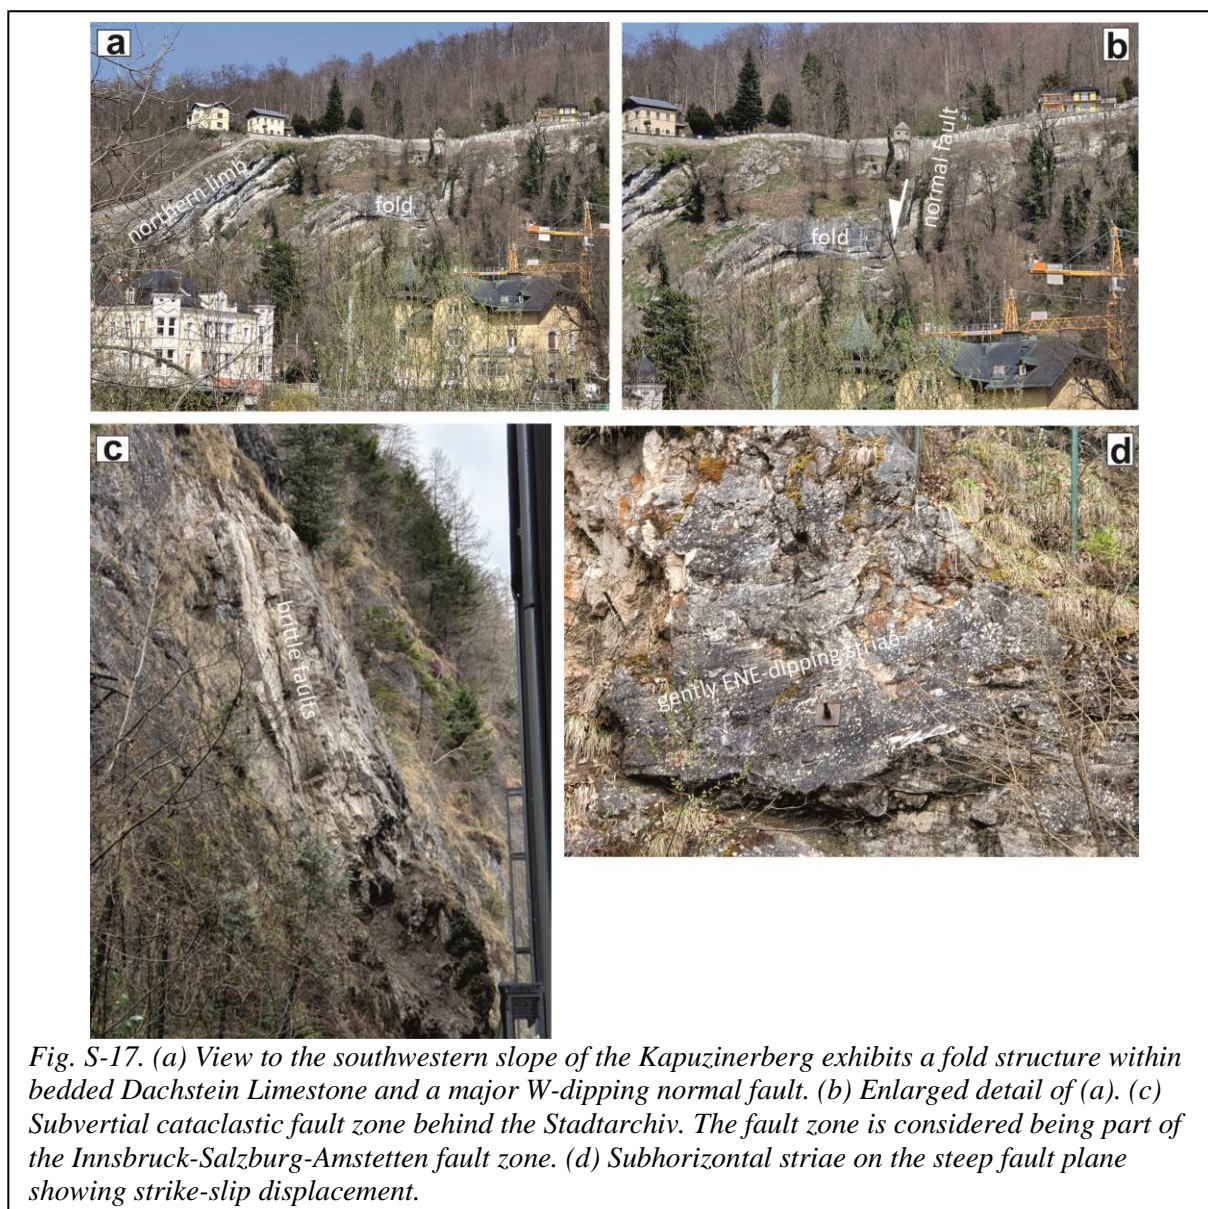 a
northern limb
fold
b
normal fault
fold
c
brittle faults
d
gently ENE-dipping striae
Fig. S-17. (a) View to the southwestern slope of the Kapuzinerberg exhibits a fold structure within
bedded Dachstein Limestone and a major W-dipping normal fault. (b) Enlarged detail of (a). (c)
Subvertial cataclastic fault zone behind the Stadtarchiv. The fault zone is considered being part of
the Innsbruck-Salzburg-Amstetten fault zone. (d) Subhorizontal striae on the steep fault plane
showing strike-slip displacement.